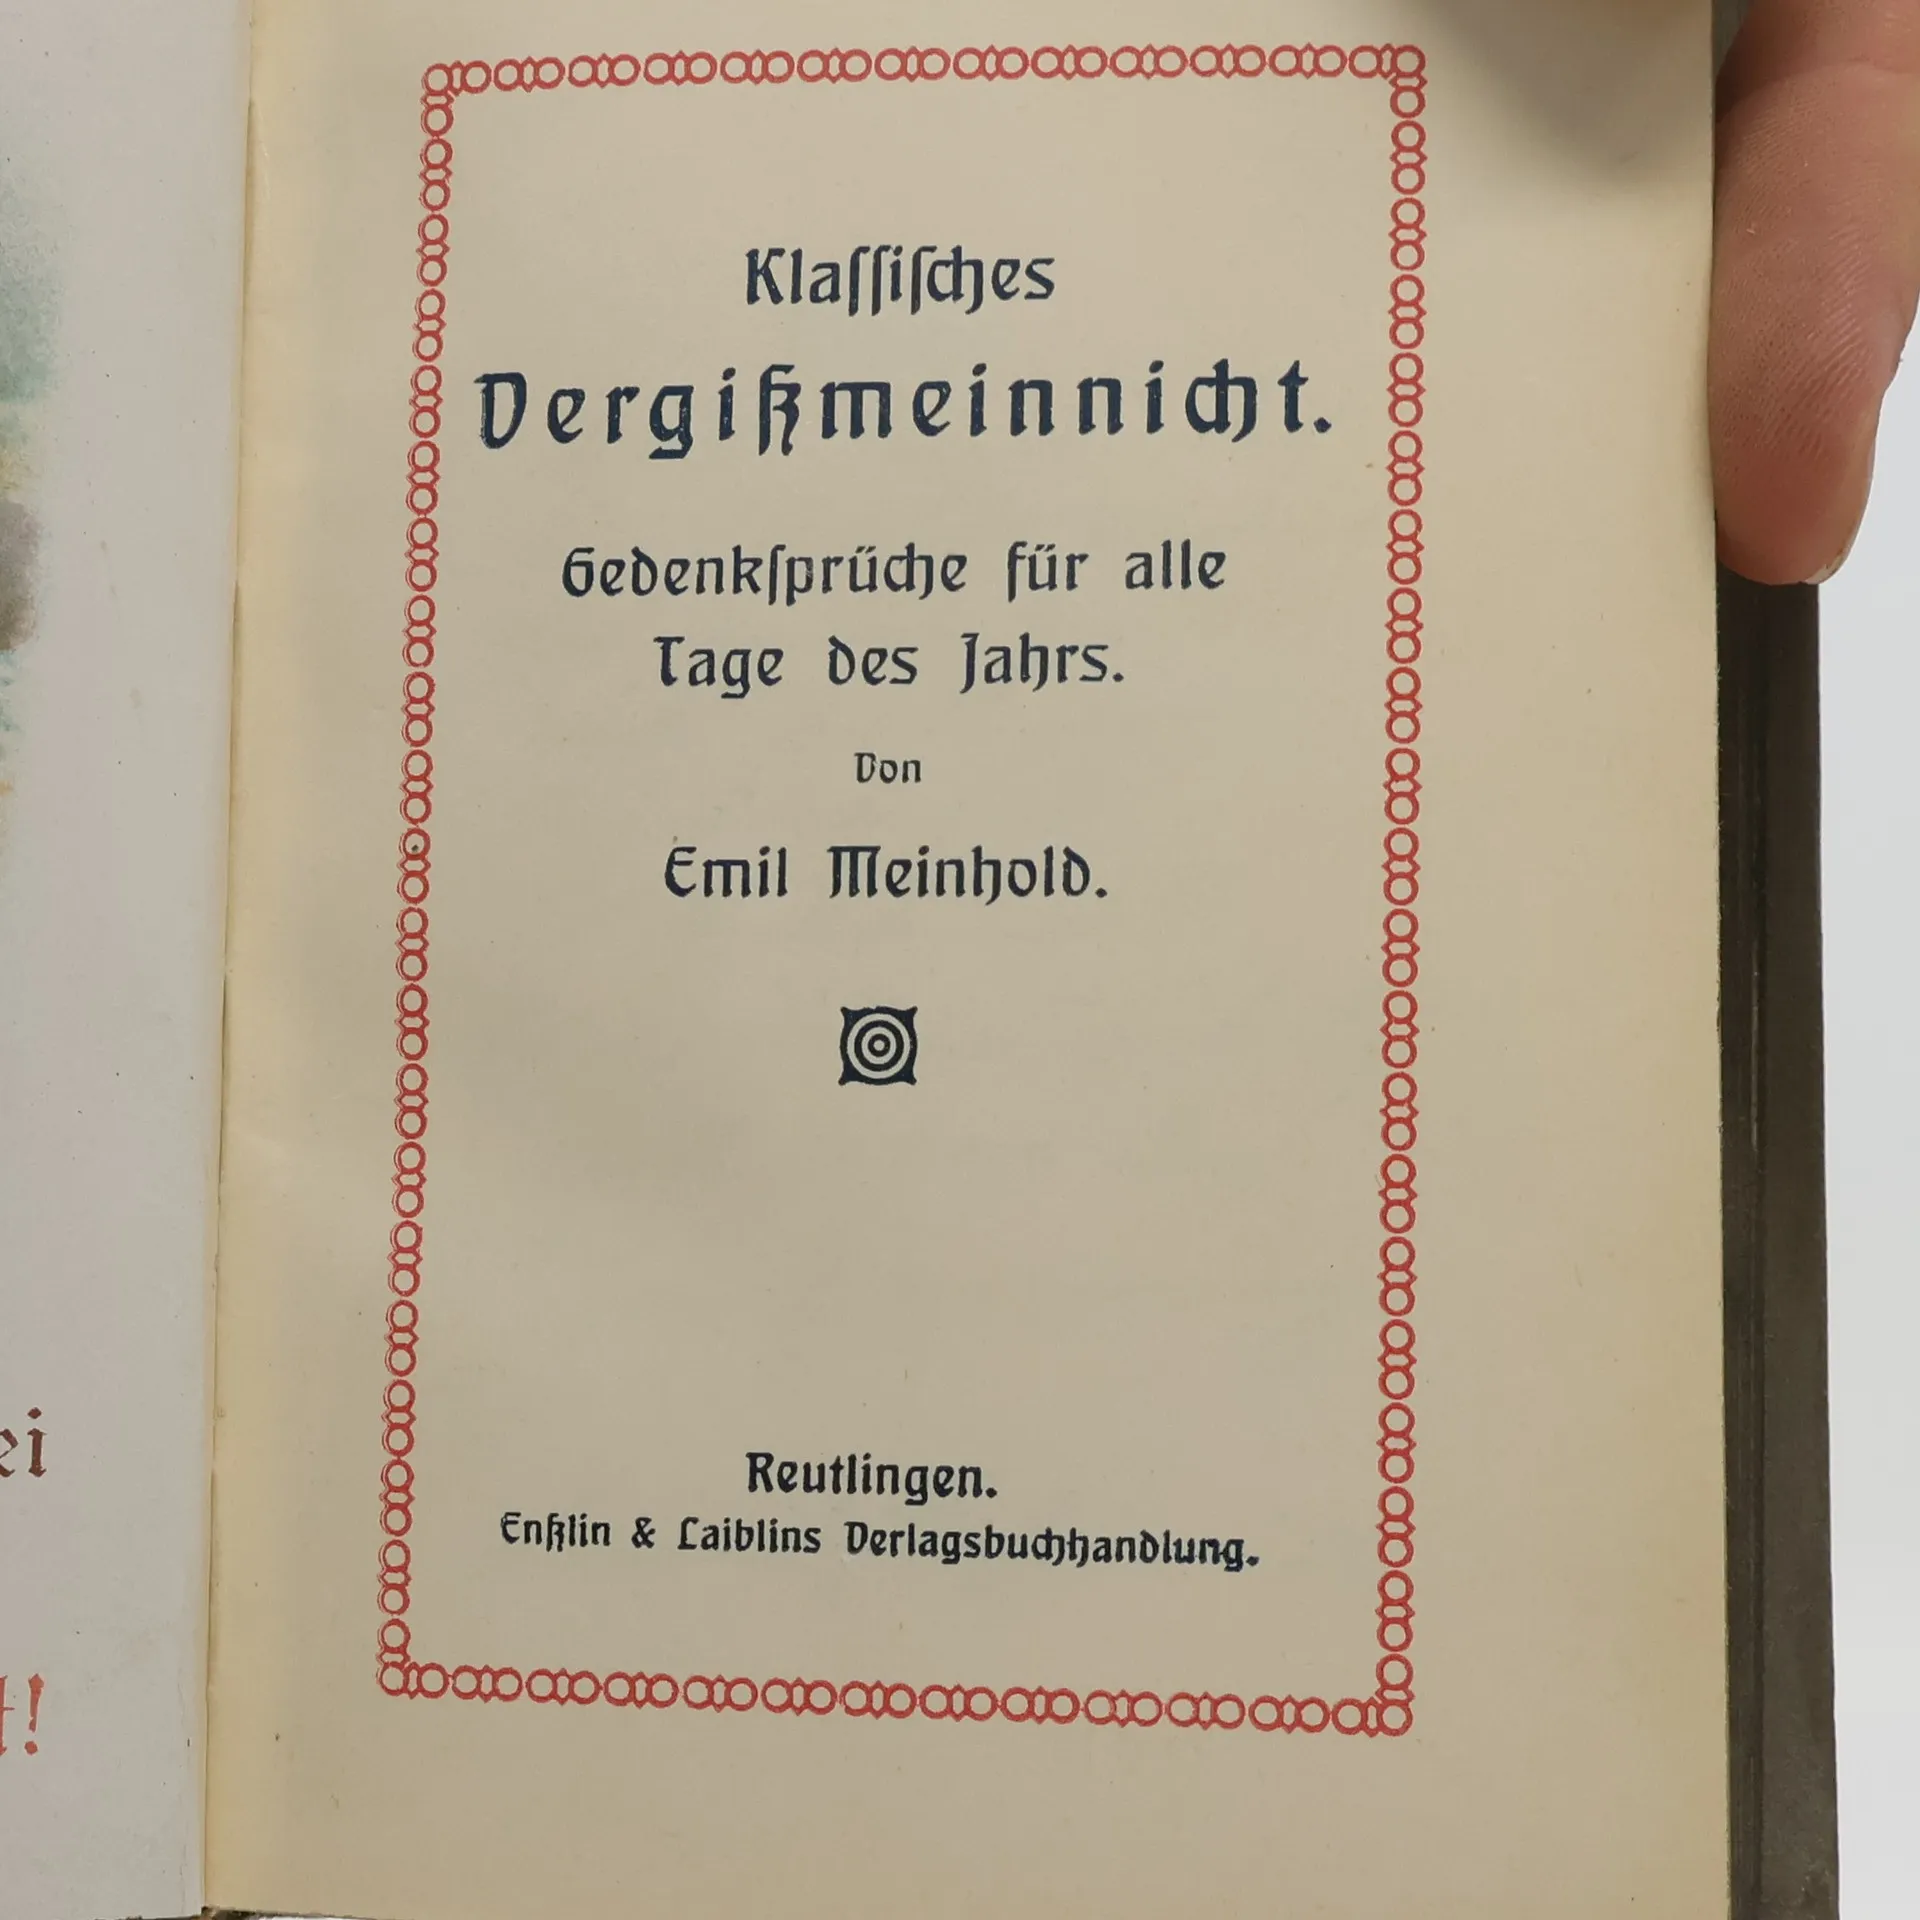 Klaſſiſches
Vergißmeinnicht.
Gedenkſprüche für alle
Tage des Jahrs.
Von
Emil Meinhold.
Reutlingen.
Enßlin & Laiblins Verlagsbuchhandlung.